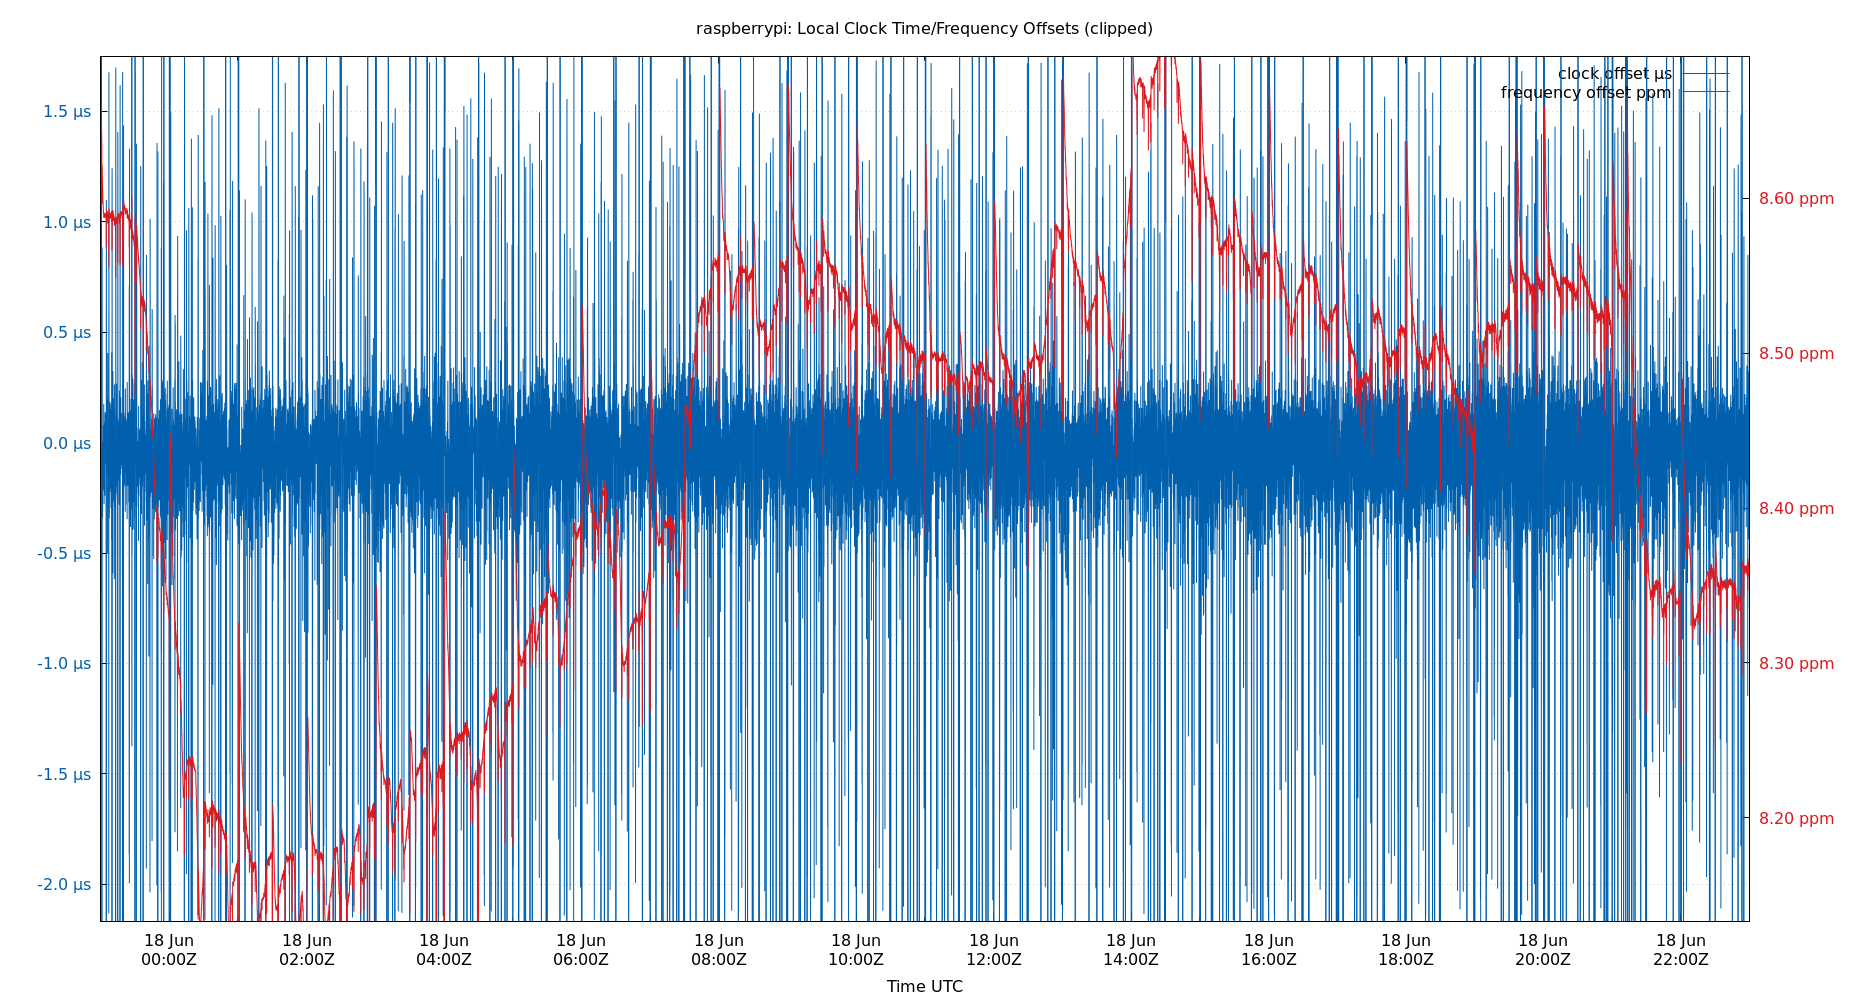 raspberrypi: Local Clock Time/Frequency Offsets (clipped)
clock offset µs
frequency offset ppm
1.5 µs
1.0 µs
0.5 µs
0.0 µs
-0.5 µs
-1.0 µs
-1.5 µs
-2.0 µs
8.60 ppm
8.50 ppm
8.40 ppm
8.30 ppm
8.20 ppm
18 Jun 18 Jun 18 Jun 18 Jun 18 Jun 18 Jun 18 Jun 18 Jun 18 Jun 18 Jun 18 Jun 18 Jun
00:00Z 02:00Z 04:00Z 06:00Z 08:00Z 10:00Z 12:00Z 14:00Z 16:00Z 18:00Z 20:00Z 22:00Z
Time UTC